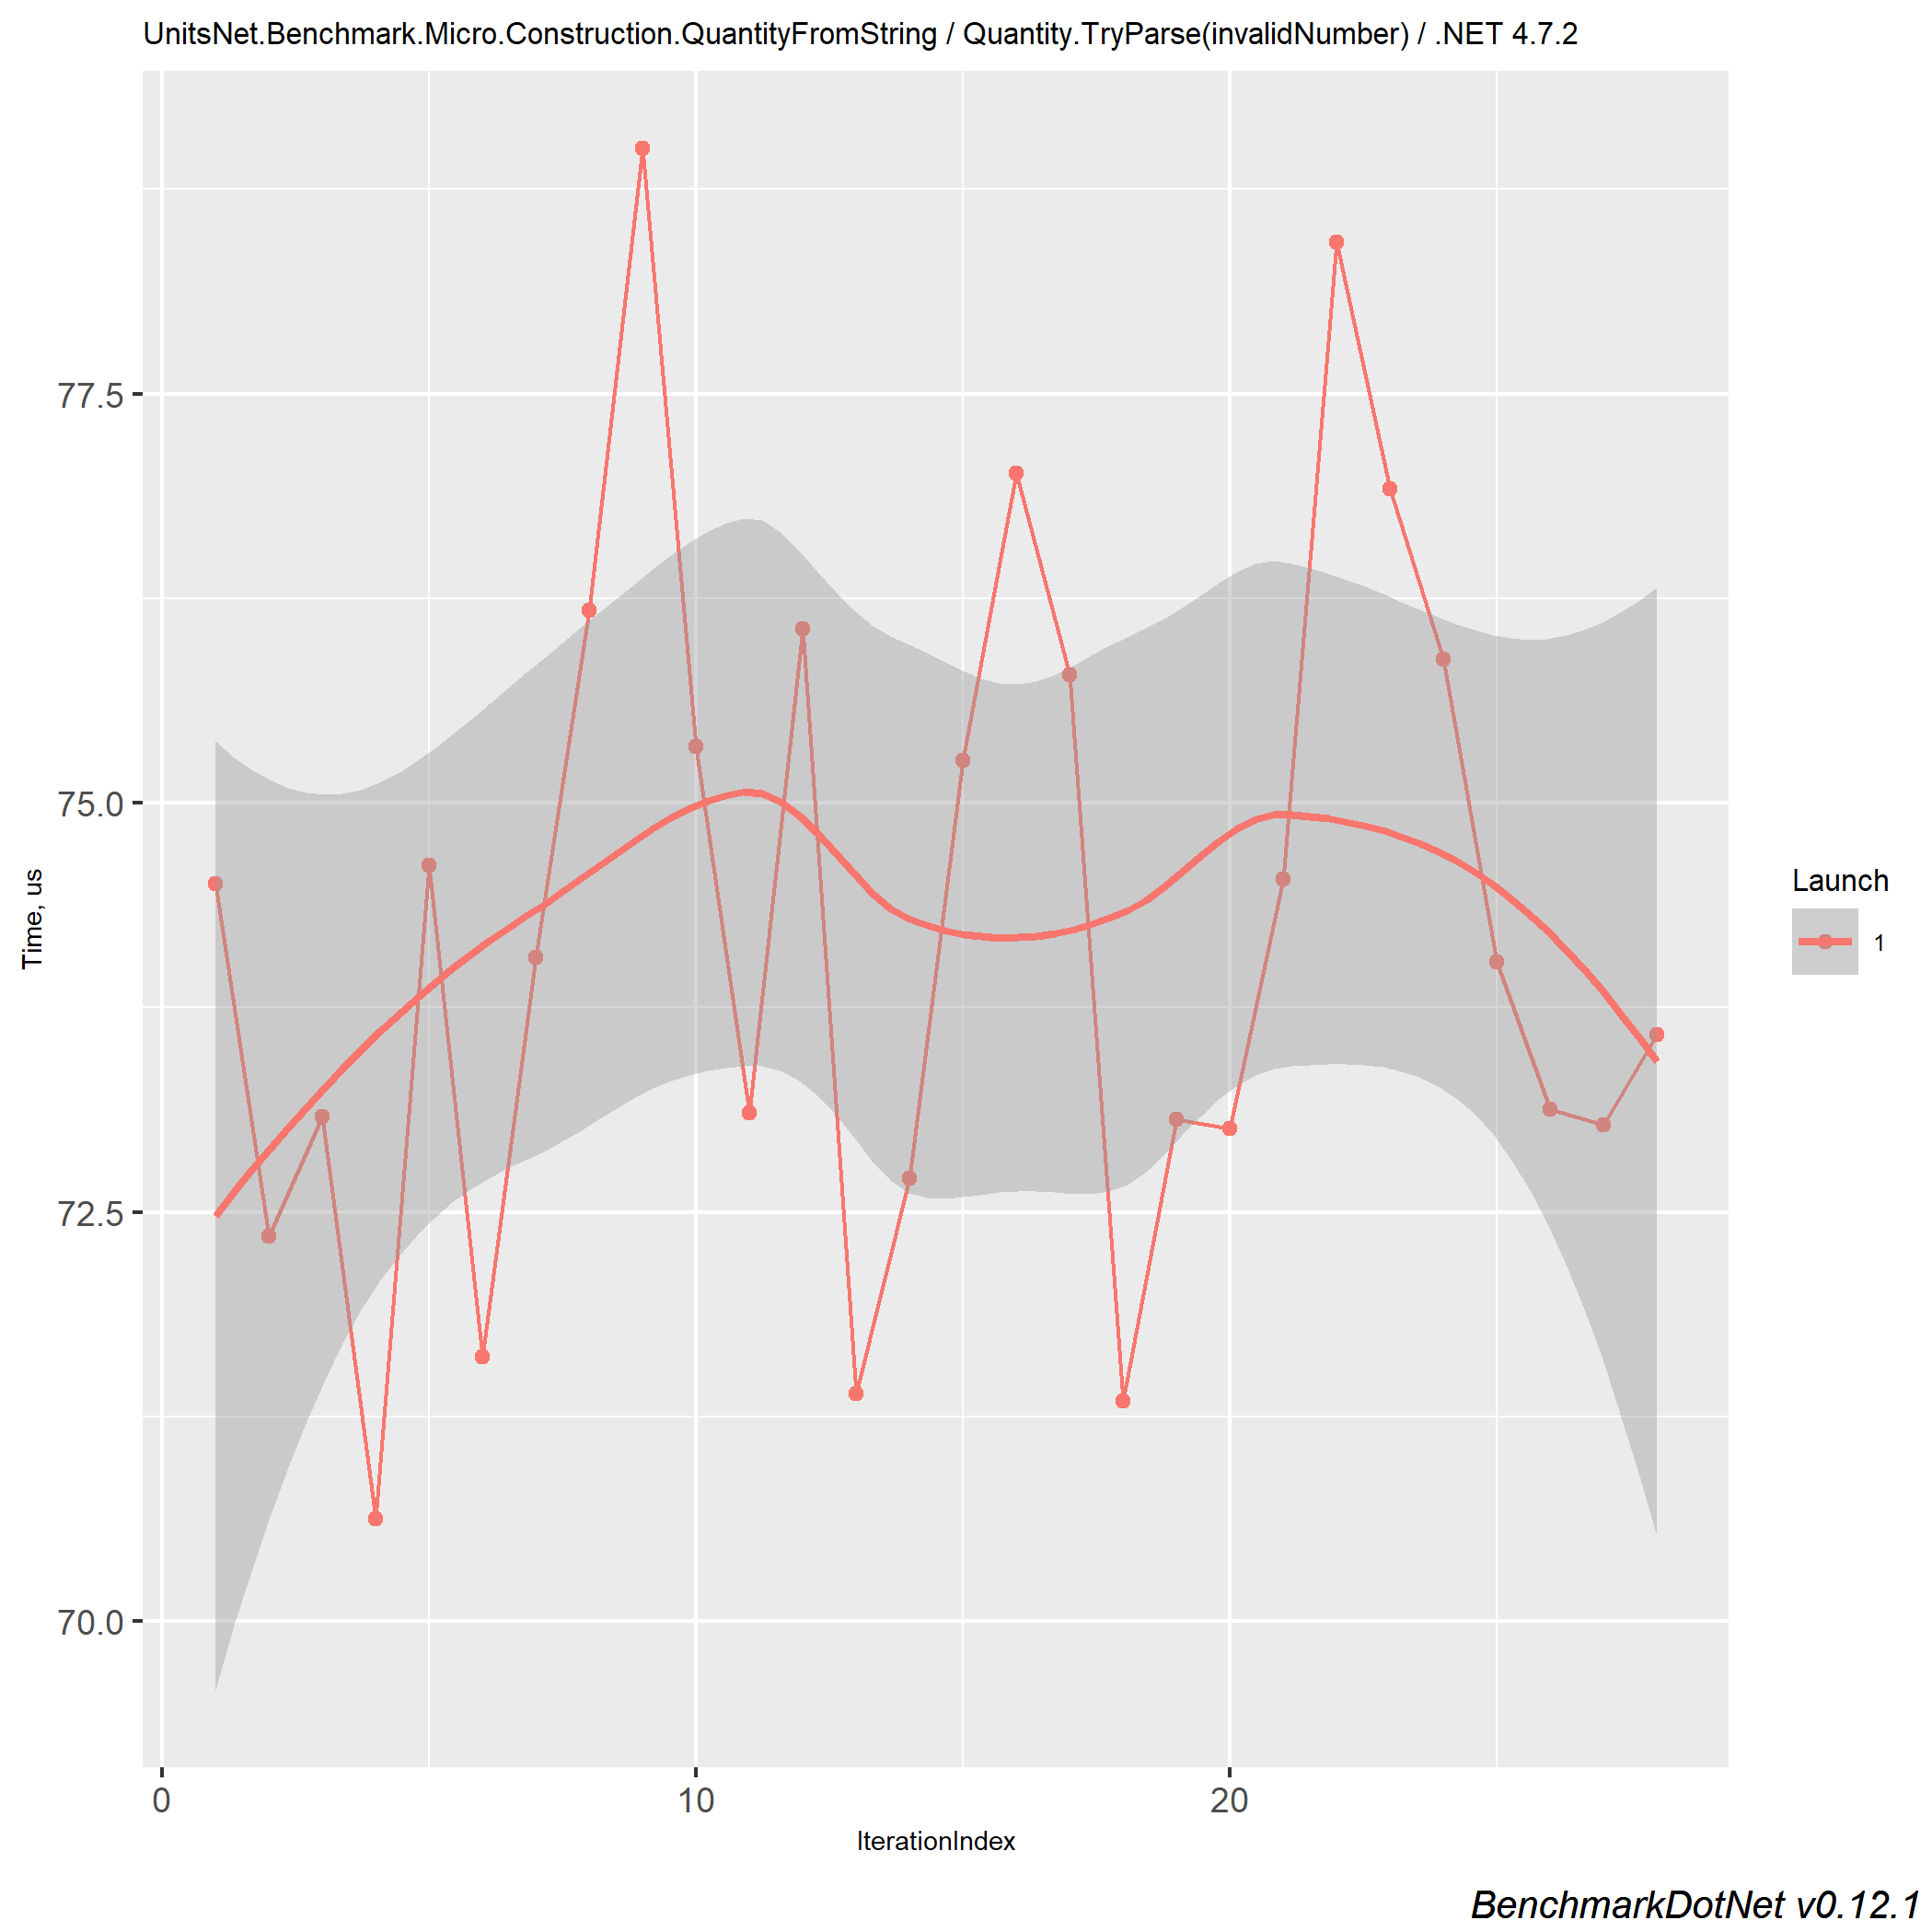 UnitsNet.Benchmark.Micro.Construction.QuantityFromString / Quantity.TryParse(invalidNumber) / .NET 4.7.2
77.5
75.0
72.5
70.0
Time, us
0 10 20
IterationIndex
Launch
1
BenchmarkDotNet v0.12.1